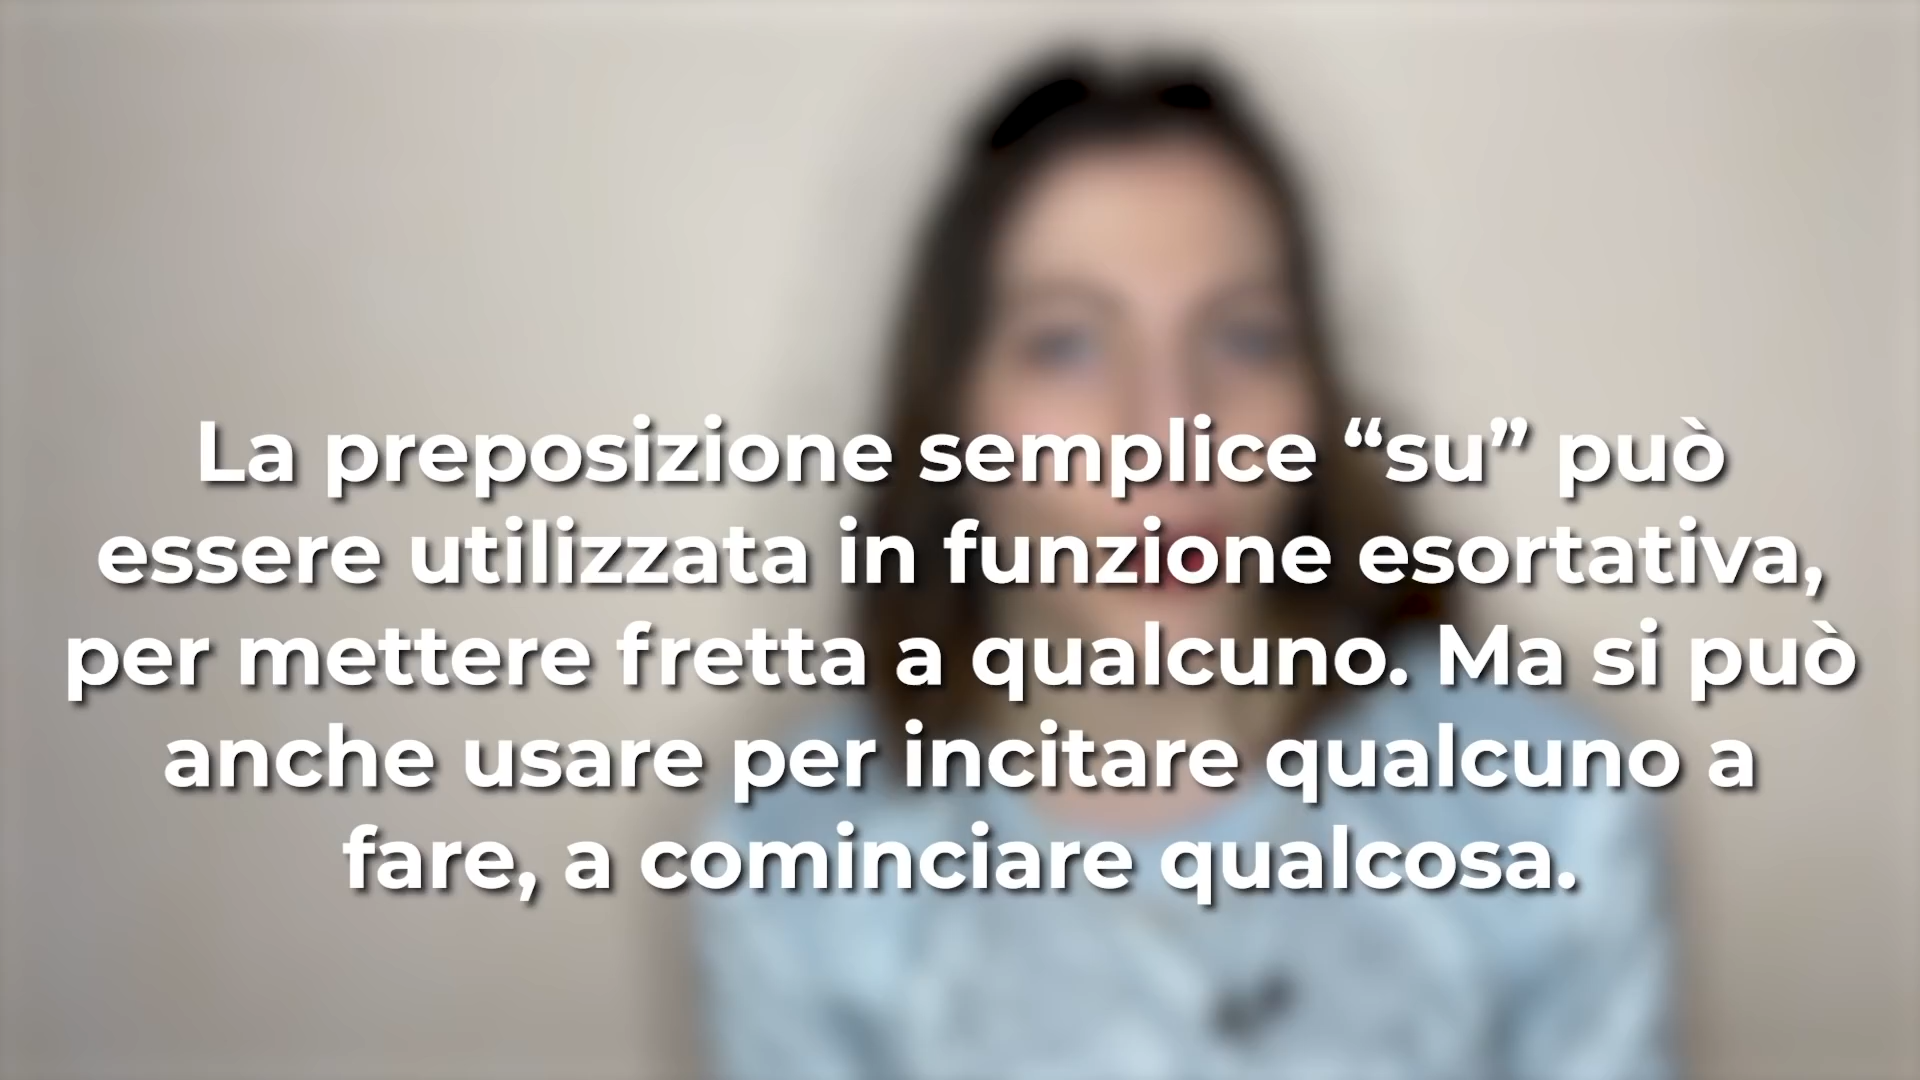 La preposizione semplice “su” può
essere utilizzata in funzione esortativa,
per mettere fretta a qualcuno. Ma si può
anche usare per incitare qualcuno a
fare, a cominciare qualcosa.